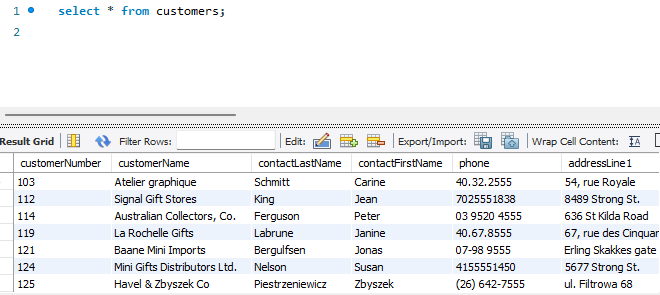 1 select * from customers;
2
Result Grid Filter Rows: Edit: Export/Import: Wrap Cell Content:
customerNumber customerName contactLastName contactFirstName phone addressLine1
103 Atelier graphique Schmitt Carine 40.32.2555 54, rue Royale
112 Signal Gift Stores King Jean 7025551838 8489 Strong St.
114 Australian Collectors, Co. Ferguson Peter 03 9520 4555 636 St Kilda Road
119 La Rochelle Gifts Labrune Janine 40.67.8555 67, rue des Cinquan
121 Baane Mini Imports Bergulfsen Jonas 07-98 9555 Erling Skakkes gate
124 Mini Gifts Distributors Ltd. Nelson Susan 4155551450 5677 Strong St.
125 Havel & Zbyszek Co Piestrzeniewicz Zbyszek (26) 642-7555 ul. Filtrowa 68